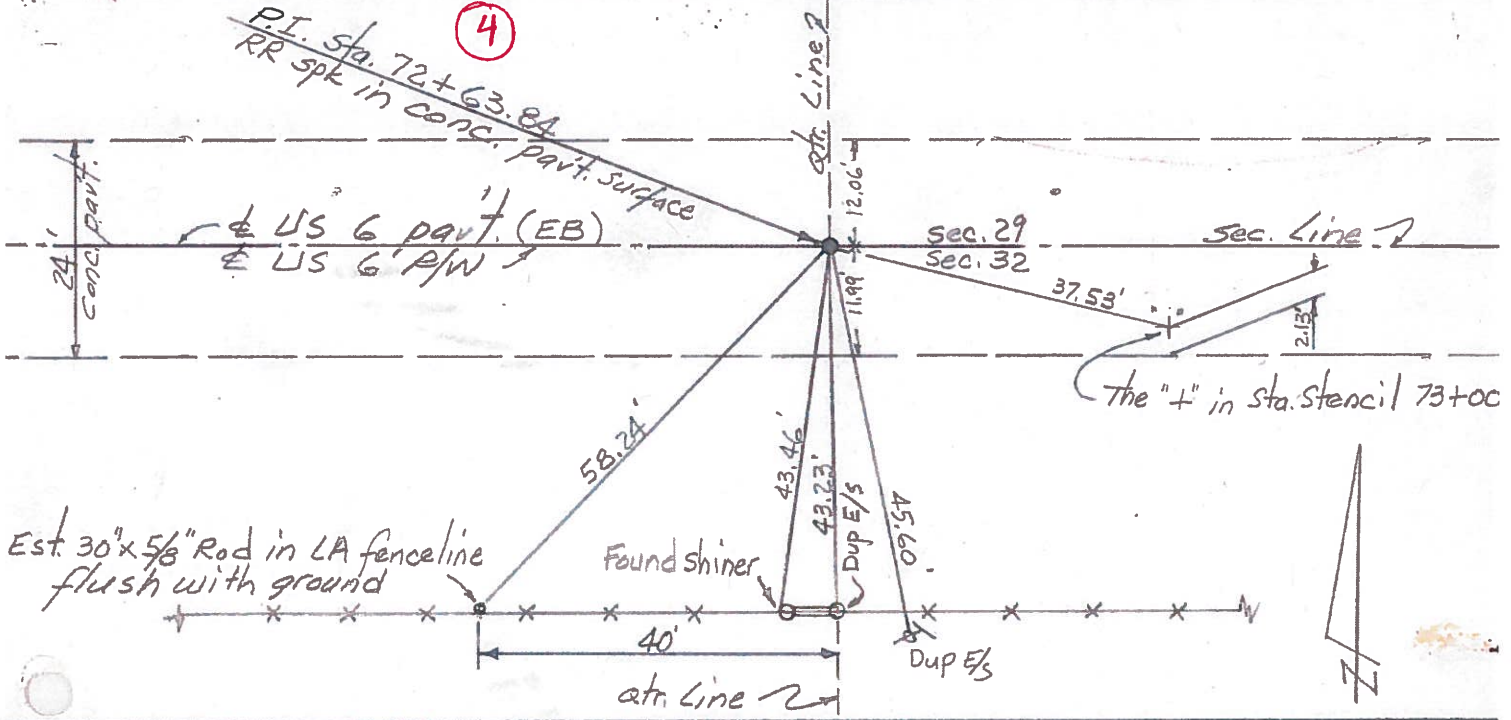 4
P.I. Sta. 72+63.84
RR spk in conc. pav't. surface
Qtr. Line
24'
Conc. pav't.
℄ US 6 pav't. (EB)
℄ US 6 R/W
12.06'
11.99'
Sec. 29
Sec. 32
Sec. Line
37.53'
"+"
2.13'
The "+" in Sta. Stencil 73+00
58.24'
43.46'
43.23'
Dup E/S
45.60'
Est. 30"x 5/8" Rod in LA fenceline
flush with ground
Found shiner
Dup E/S
40'
Qtr. Line
N